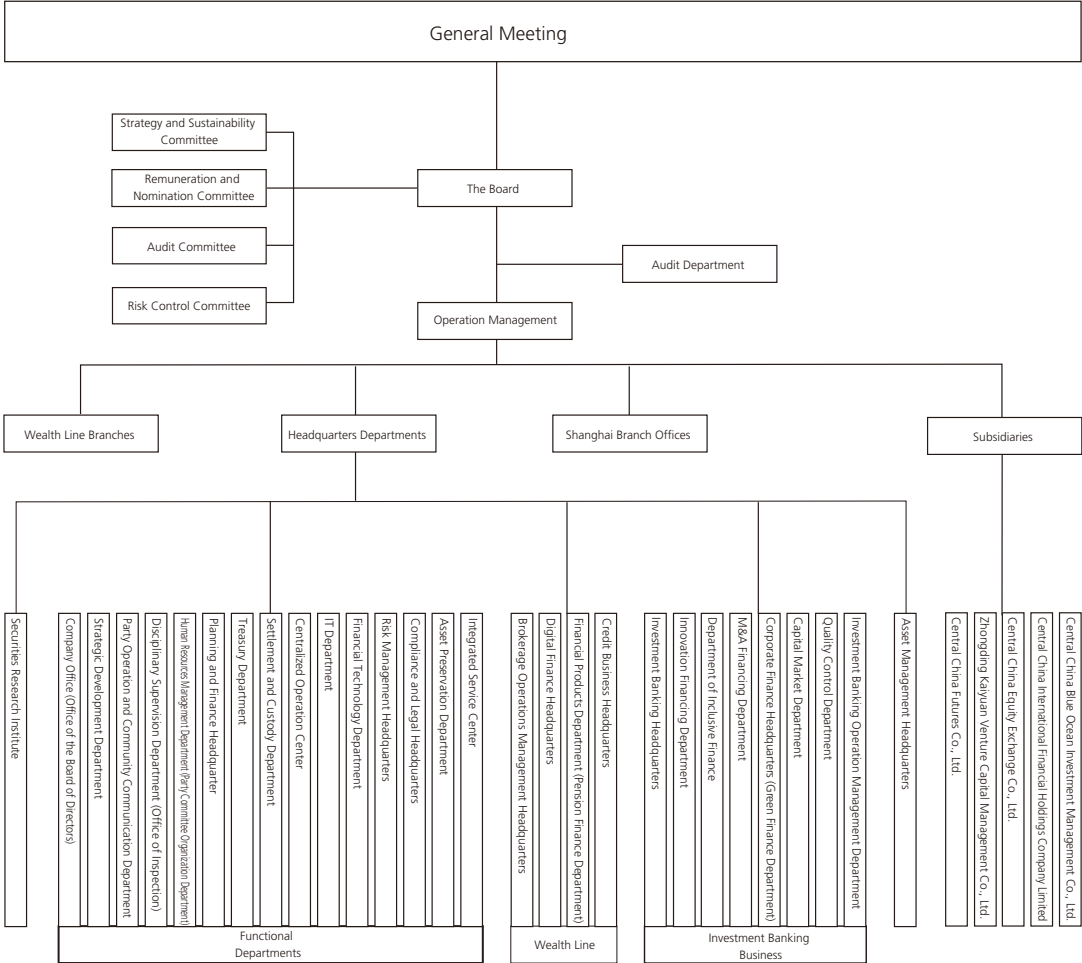 General Meeting
Strategy and Sustainability
Committee
Remuneration and
Nomination Committee
The Board
Audit Committee
Audit Department
Risk Control Committee
Operation Management
Wealth Line Branches
Headquarters Departments
Shanghai Branch Offices
Subsidiaries
Securities Research Institute
Company Office (Office of the Board of Directors)
Strategic Development Department
Party Operation and Community Communication Department
Disciplinary Supervision Department (Office of Inspection)
Human Resources Management Department (Party Committee Organization Department)
Planning and Finance Headquarter
Treasury Department
Settlement and Custody Department
Centralized Operation Center
IT Department
Financial Technology Department
Risk Management Headquarters
Compliance and Legal Headquarters
Asset Preservation Department
Integrated Service Center
Brokerage Operations Management Headquarters
Digital Finance Headquarters
Financial Products Department (Pension Finance Department)
Credit Business Headquarters
Investment Banking Headquarters
Innovation Financing Department
Department of Inclusive Finance
M&A Financing Department
Corporate Finance Headquarters (Green Finance Department)
Capital Market Department
Quality Control Department
Investment Banking Operation Management Department
Asset Management Headquarters
Central China Futures Co., Ltd.
Zhongding Kaiyuan Venture Capital Management Co., Ltd.
Central China Equity Exchange Co., Ltd.
Central China International Financial Holdings Company Limited
Central China Blue Ocean Investment Management Co., Ltd.
Functional
Departments
Wealth Line
Investment Banking
Business